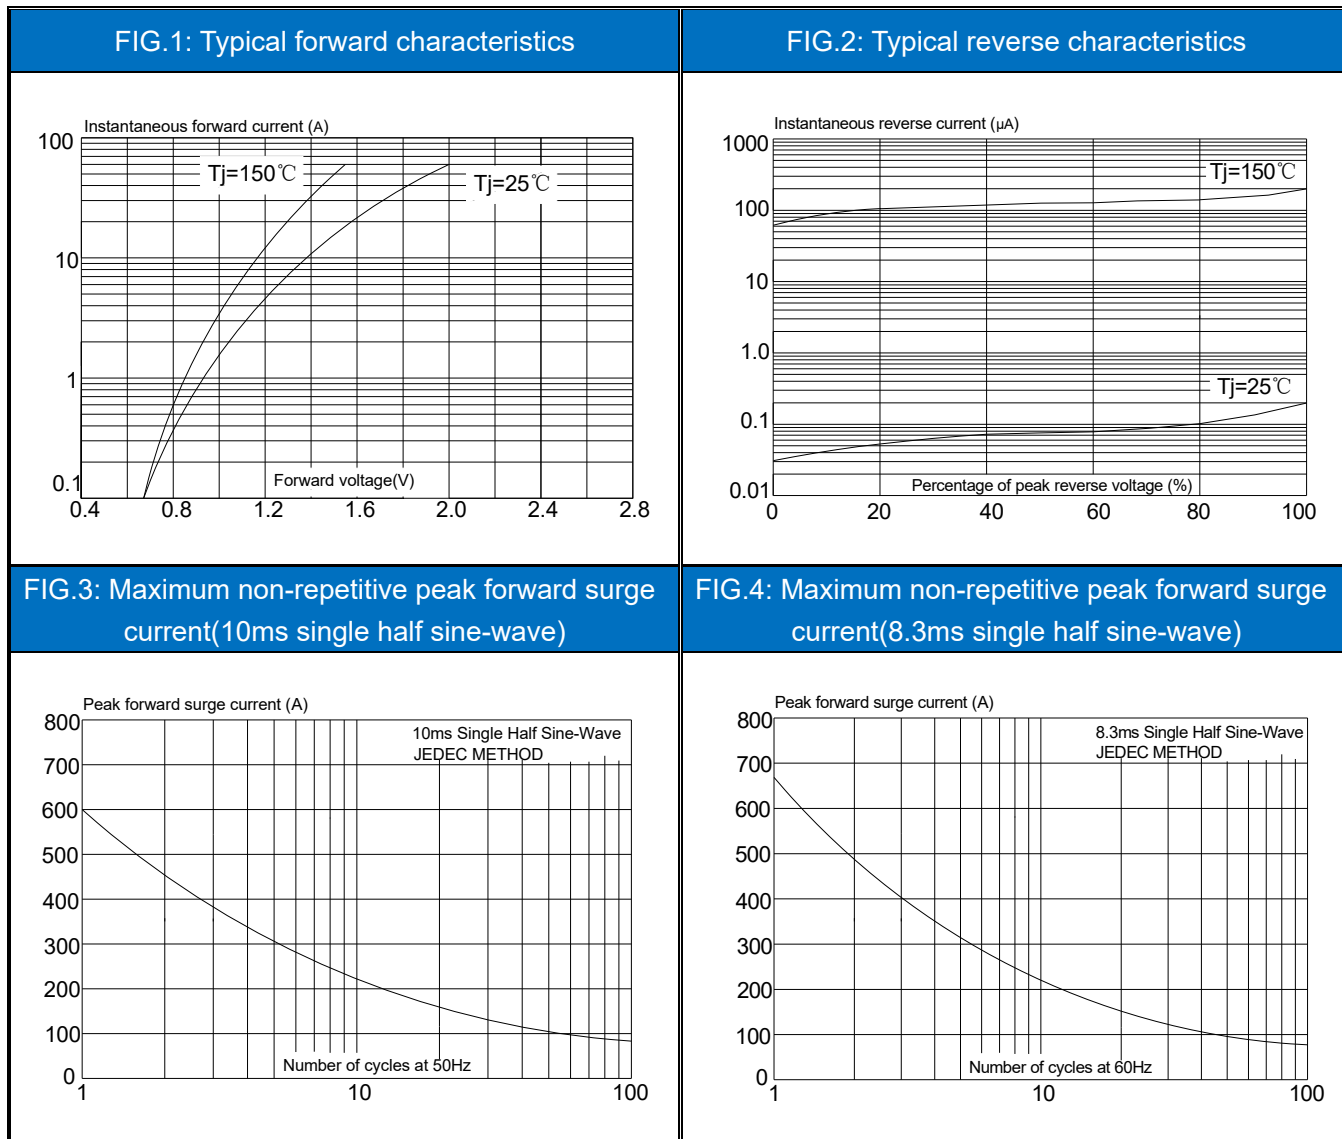 FIG.1: Typical forward characteristics
Instantaneous forward current (A)
100
Tj=150℃
Tj=25℃
10
1
0.1
Forward voltage(V)
0.4 0.8 1.2 1.6 2.0 2.4 2.8
FIG.2: Typical reverse characteristics
Instantaneous reverse current (μA)
1000
Tj=150℃
100
10
1.0
Tj=25℃
0.1
0.01
Percentage of peak reverse voltage (%)
0 20 40 60 80 100
FIG.3: Maximum non-repetitive peak forward surge
current(10ms single half sine-wave)
Peak forward surge current (A)
800
10ms Single Half Sine-Wave
JEDEC METHOD
700
600
500
400
300
200
100
0
Number of cycles at 50Hz
1 10 100
FIG.4: Maximum non-repetitive peak forward surge
current(8.3ms single half sine-wave)
Peak forward surge current (A)
800
8.3ms Single Half Sine-Wave
JEDEC METHOD
700
600
500
400
300
200
100
0
Number of cycles at 60Hz
1 10 100